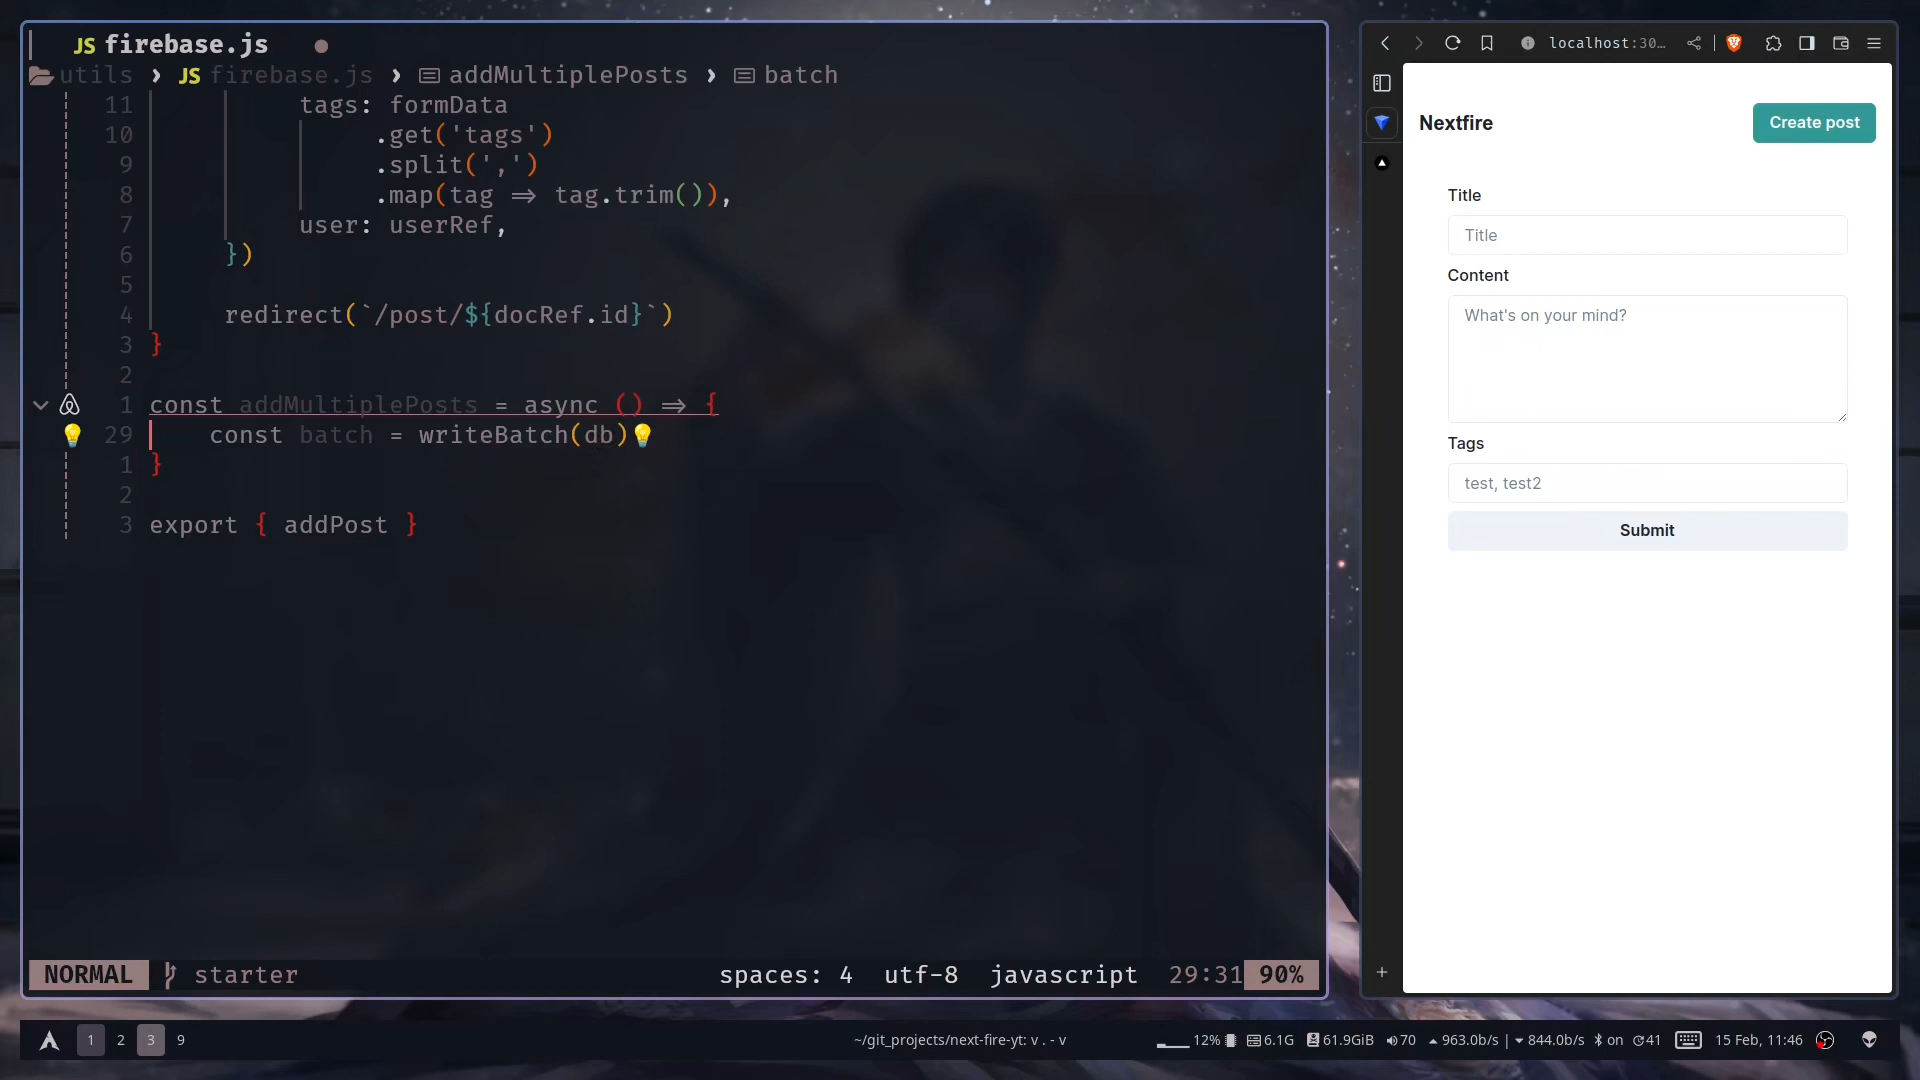 JS firebase.js
utils › JS firebase.js › addMultiplePosts › batch
11 tags: formData
10 .get('tags')
9 .split(',')
8 .map(tag => tag.trim()),
7 user: userRef,
6 })
5
4 redirect(`/post/${docRef.id}`)
3 }
2
1 const addMultiplePosts = async () => {
29 const batch = writeBatch(db)
1 }
2
3 export { addPost }
NORMAL starter spaces: 4 utf-8 javascript 29:31 90%
localhost:30…
Nextfire
Create post
Title
Title
Content
What's on your mind?
Tags
test, test2
Submit
1 2 3 9 ~/git_projects/next-fire-yt: v . - v 12% 6.1G 61.9GiB 70 963.0b/s | 844.0b/s on 41 15 Feb, 11:46